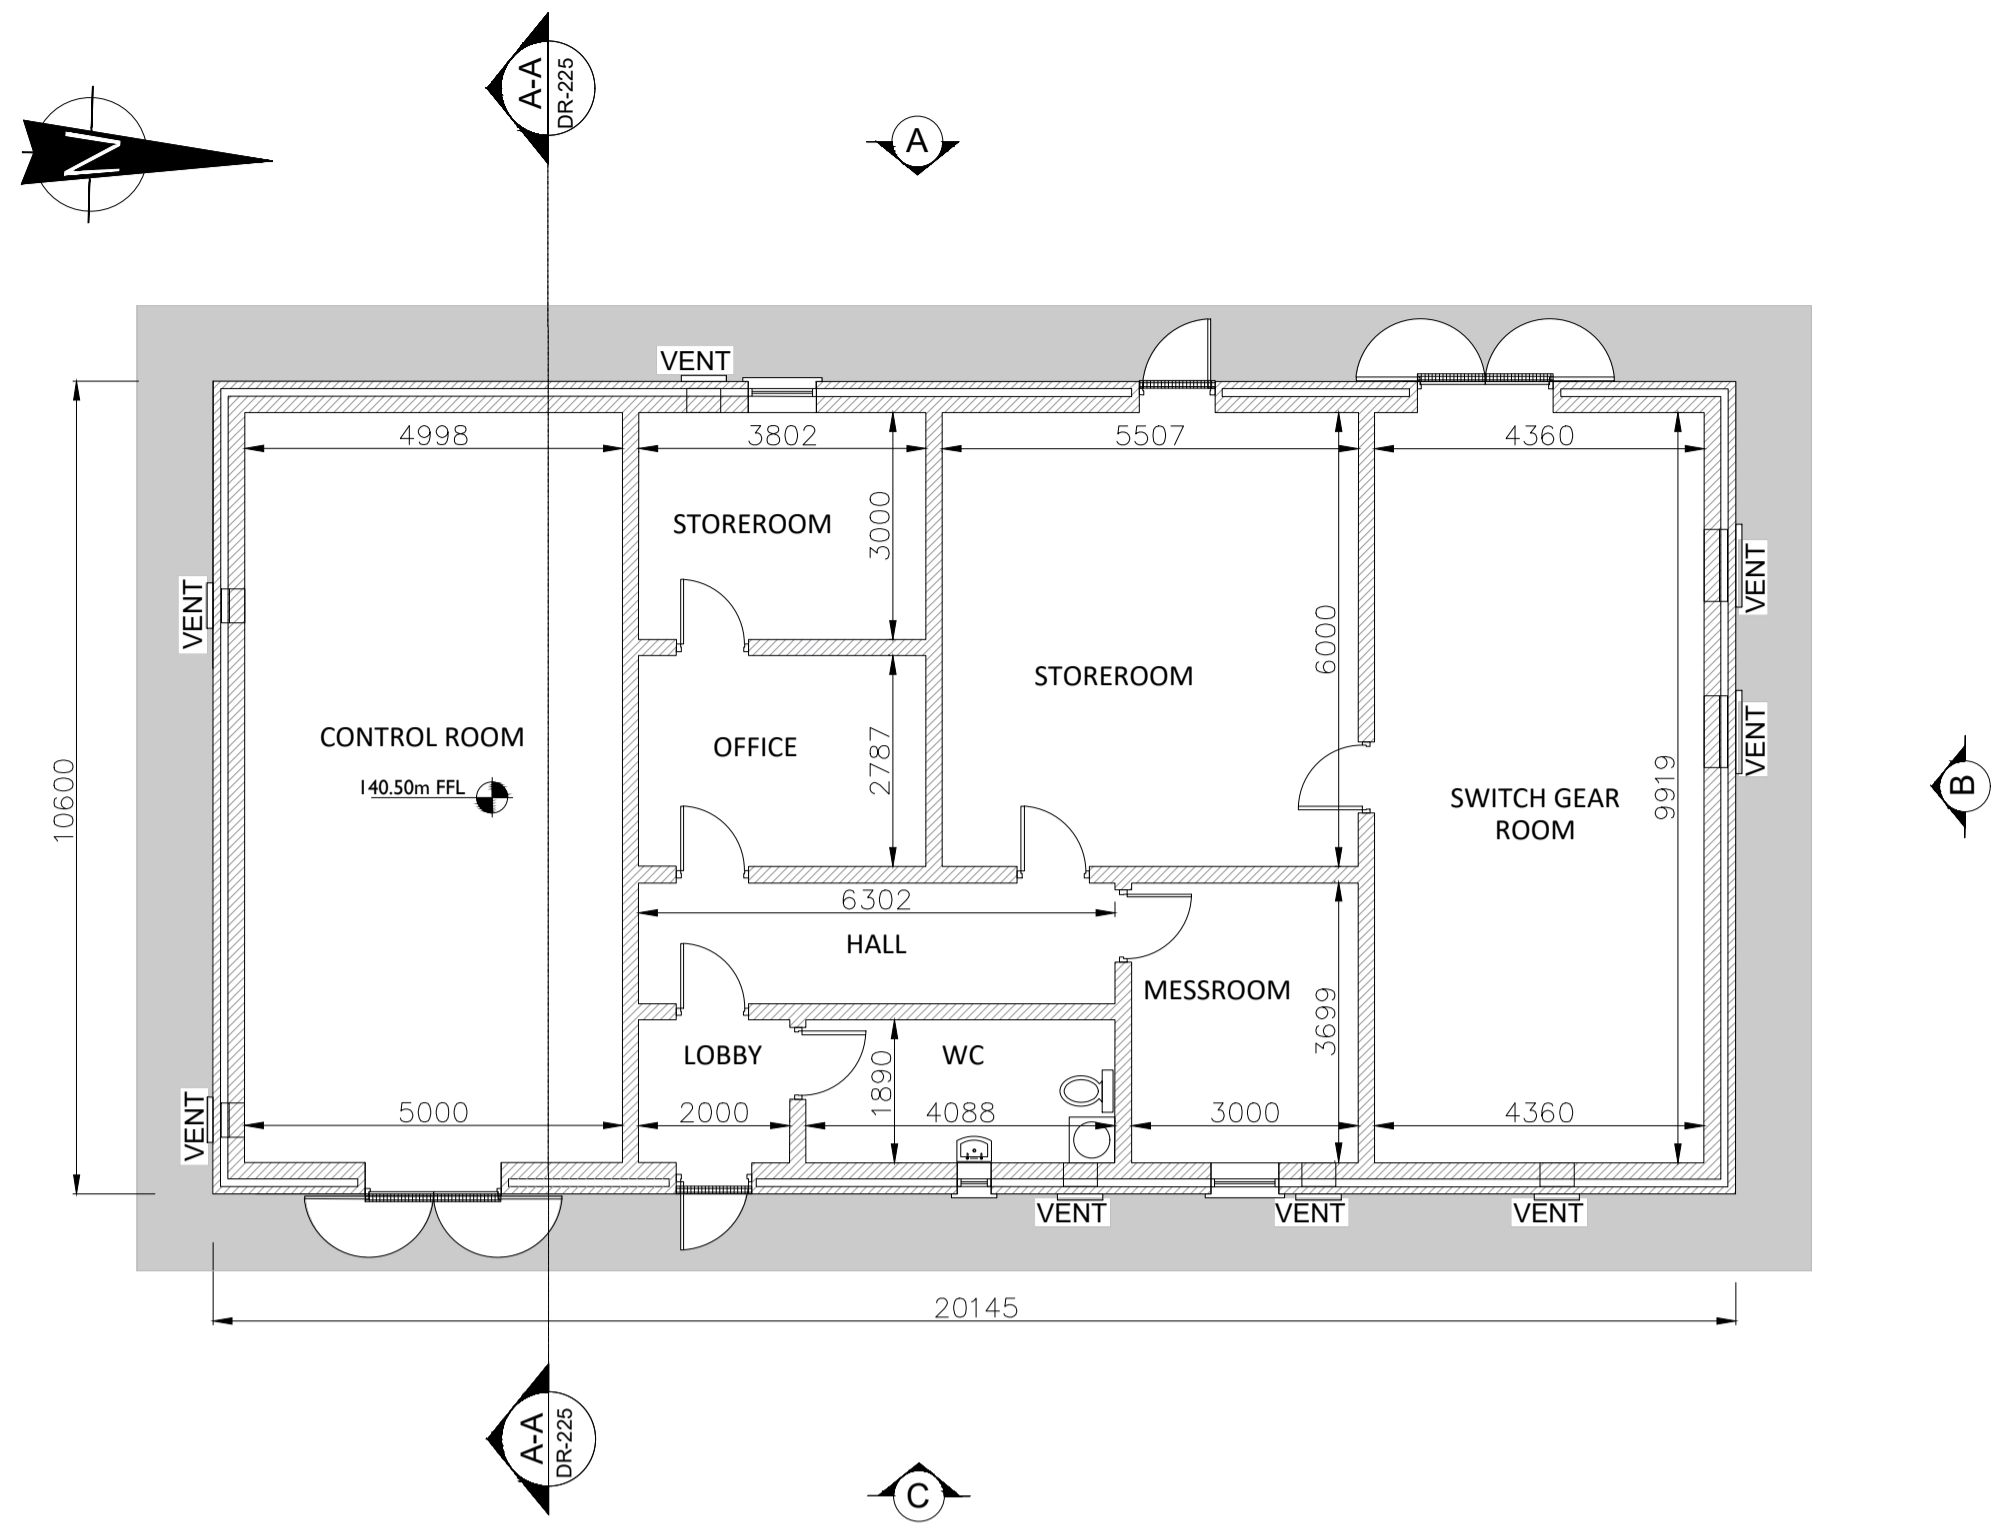 A-A
DR-225
A
N
VENT
4998
3802
5507
4360
STOREROOM
3000
VENT
VENT
6000
STOREROOM
CONTROL ROOM
140.50m FFL
OFFICE
2787
VENT
10600
9919
SWITCH GEAR
ROOM
B
6302
HALL
MESSROOM
3699
LOBBY
WC
1890
VENT
5000
2000
4088
3000
4360
VENT
VENT
VENT
20145
A-A
DR-225
C